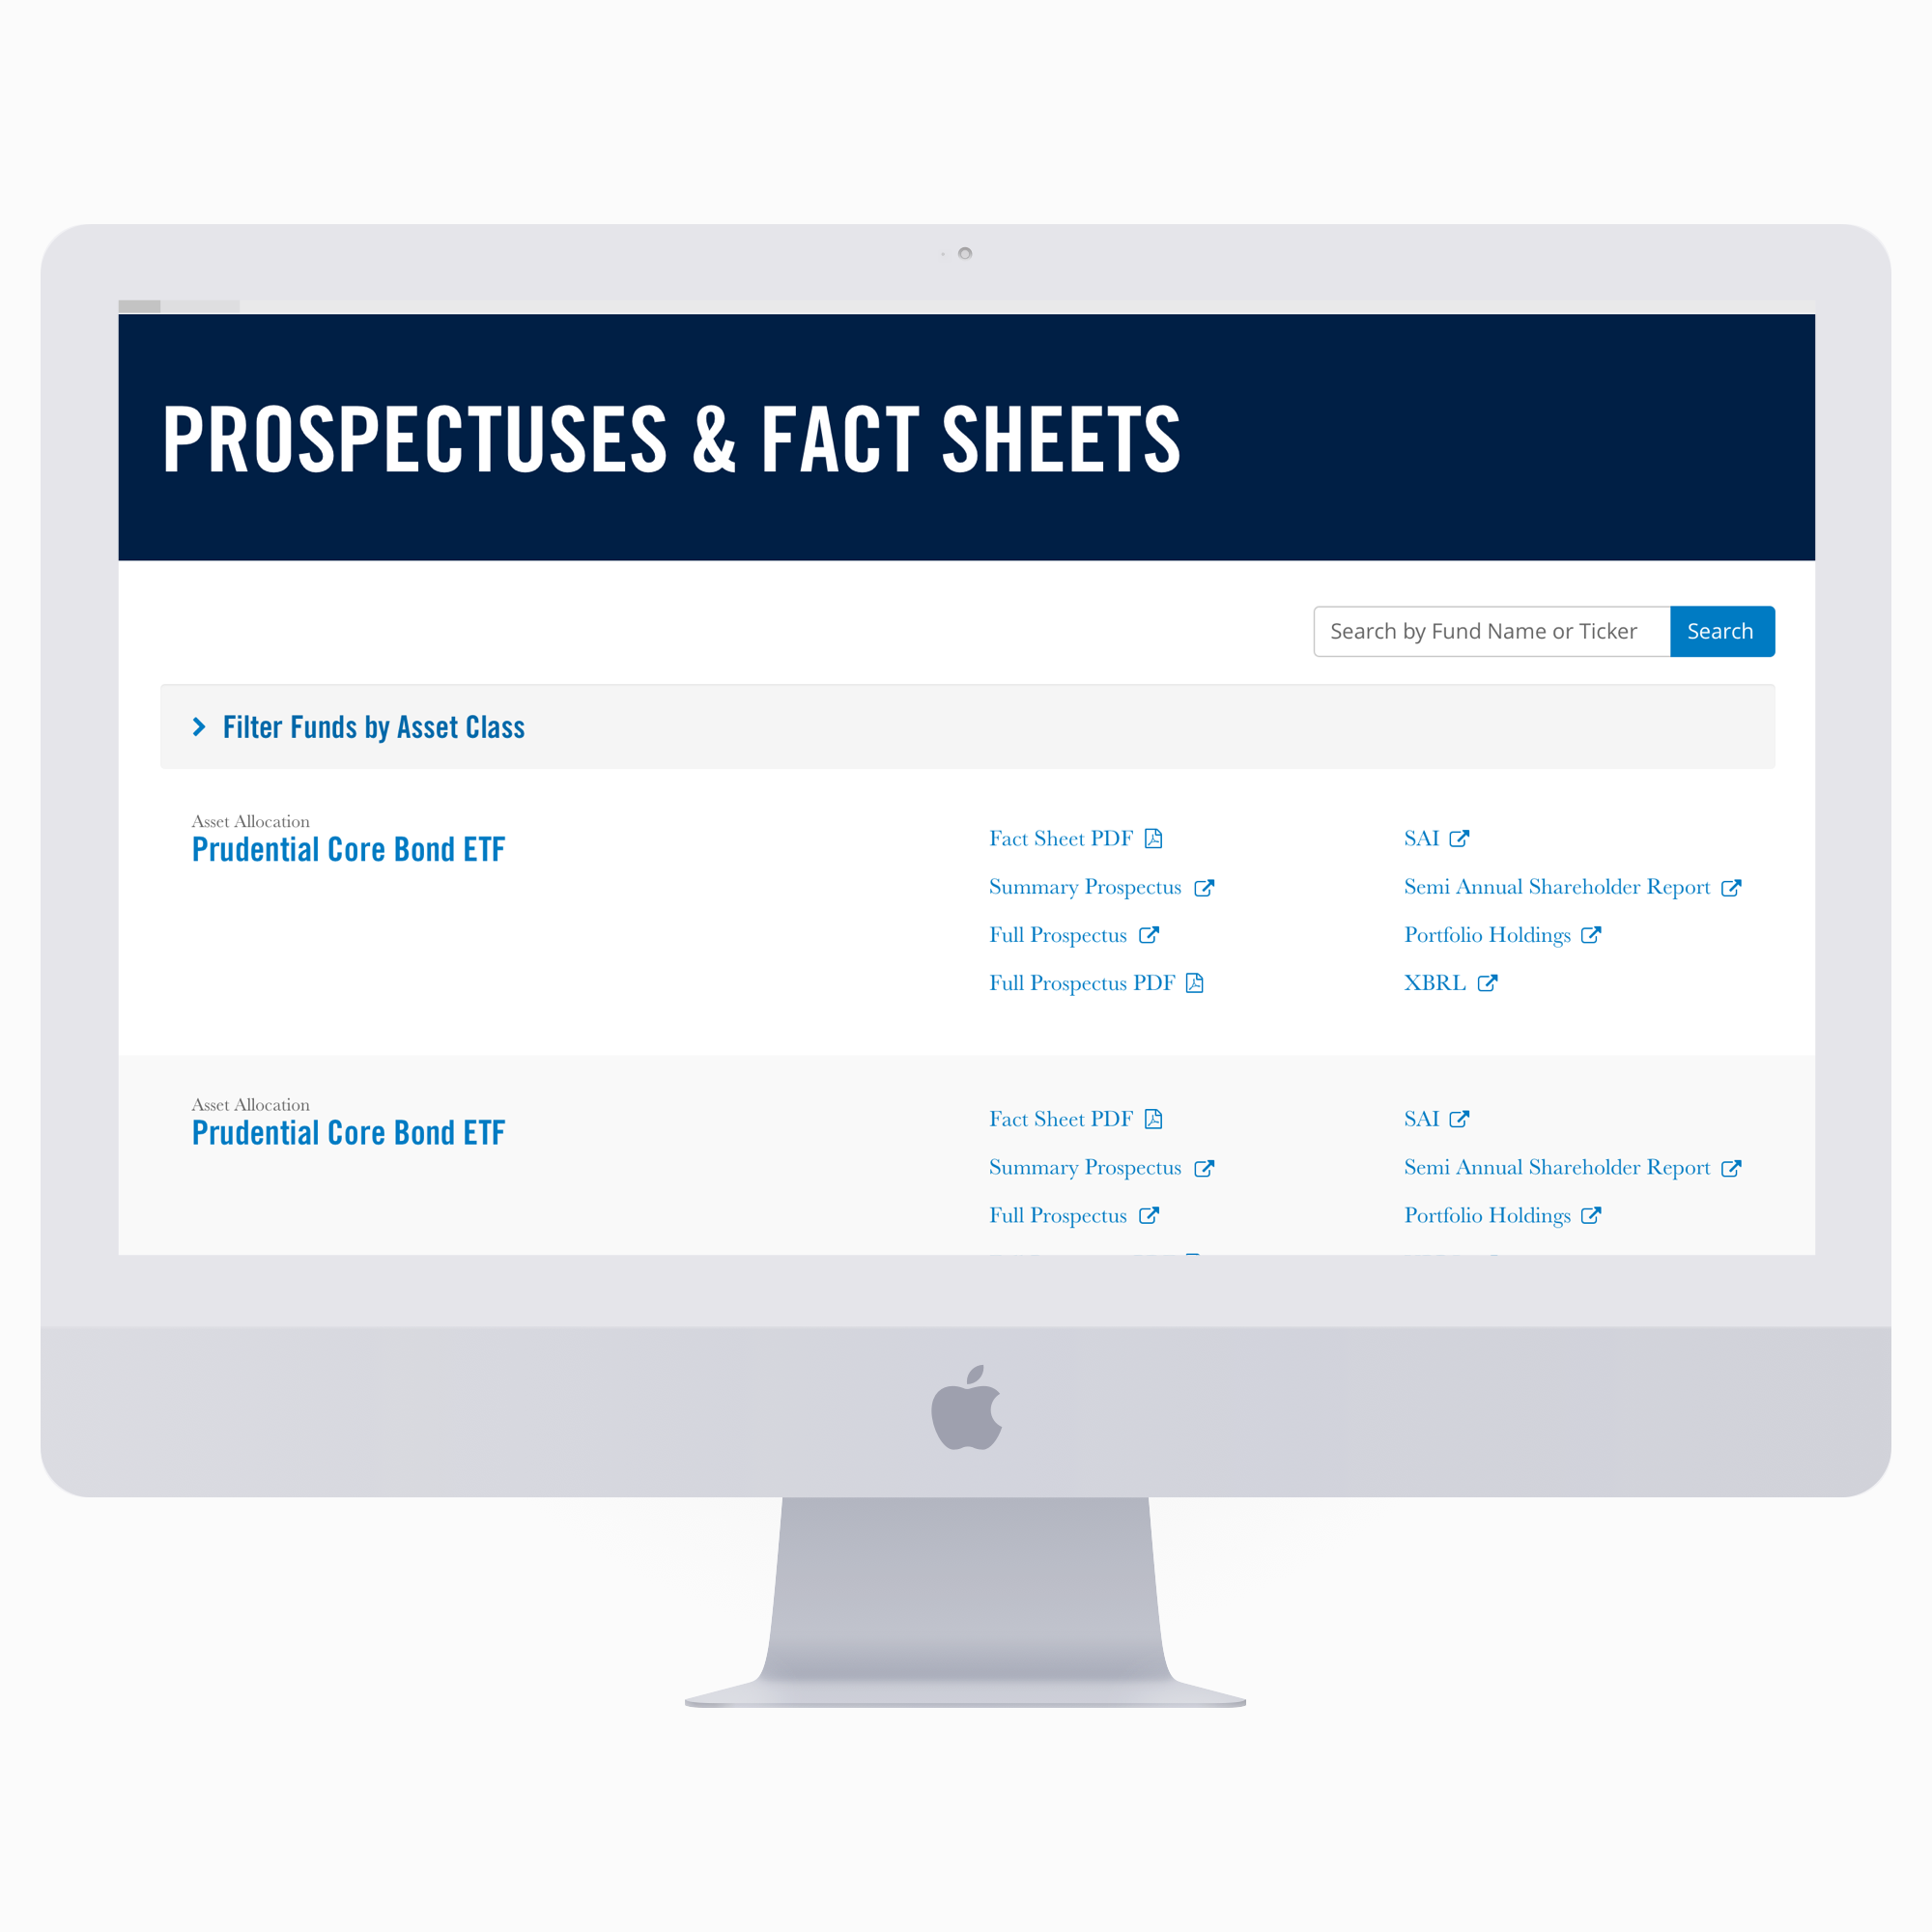 PROSPECTUSES & FACT SHEETS
Search by Fund Name or Ticker
Search
Filter Funds by Asset Class
Asset Allocation
Prudential Core Bond ETF
Fact Sheet PDF
Summary Prospectus
Full Prospectus
Full Prospectus PDF
SAI
Semi Annual Shareholder Report
Portfolio Holdings
XBRL
Asset Allocation
Prudential Core Bond ETF
Fact Sheet PDF
Summary Prospectus
Full Prospectus
SAI
Semi Annual Shareholder Report
Portfolio Holdings